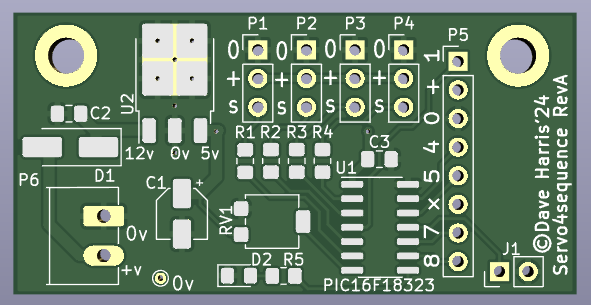 P1 P2 P3 P4 P5
0 0 0 0 1
+ + + + +
s s s s 0
4
5
x
7
8
U2
C2
12v 0v 5v
P6 D1
R1 R2 R3 R4
C3
U1
C1 +
RV1
0v
+v
0v
D2 R5
PIC16F18323
J1
©Dave Harris'24
Servo4sequence RevA